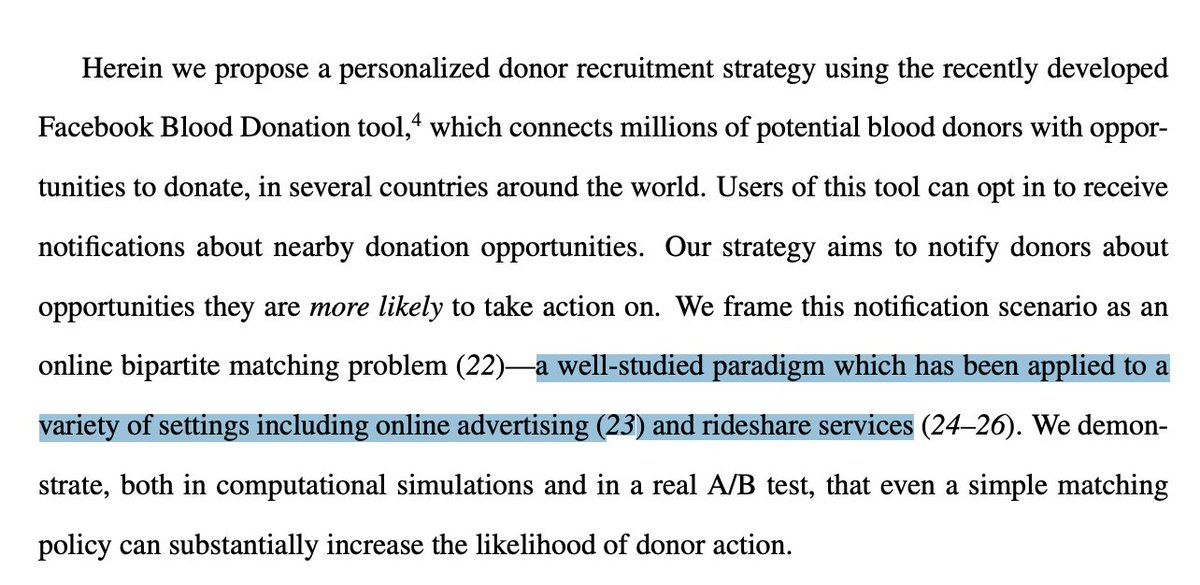 Herein we propose a personalized donor recruitment strategy using the recently developed
Facebook Blood Donation tool,⁴ which connects millions of potential blood donors with oppor-
tunities to donate, in several countries around the world. Users of this tool can opt in to receive
notifications about nearby donation opportunities. Our strategy aims to notify donors about
opportunities they are more likely to take action on. We frame this notification scenario as an
online bipartite matching problem (22)—a well-studied paradigm which has been applied to a
variety of settings including online advertising (23) and rideshare services (24–26). We demon-
strate, both in computational simulations and in a real A/B test, that even a simple matching
policy can substantially increase the likelihood of donor action.